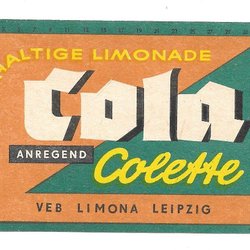 HALTIGE LIMONADE
Cola
ANREGEND
Colette
VEB LIMONA LEIPZIG